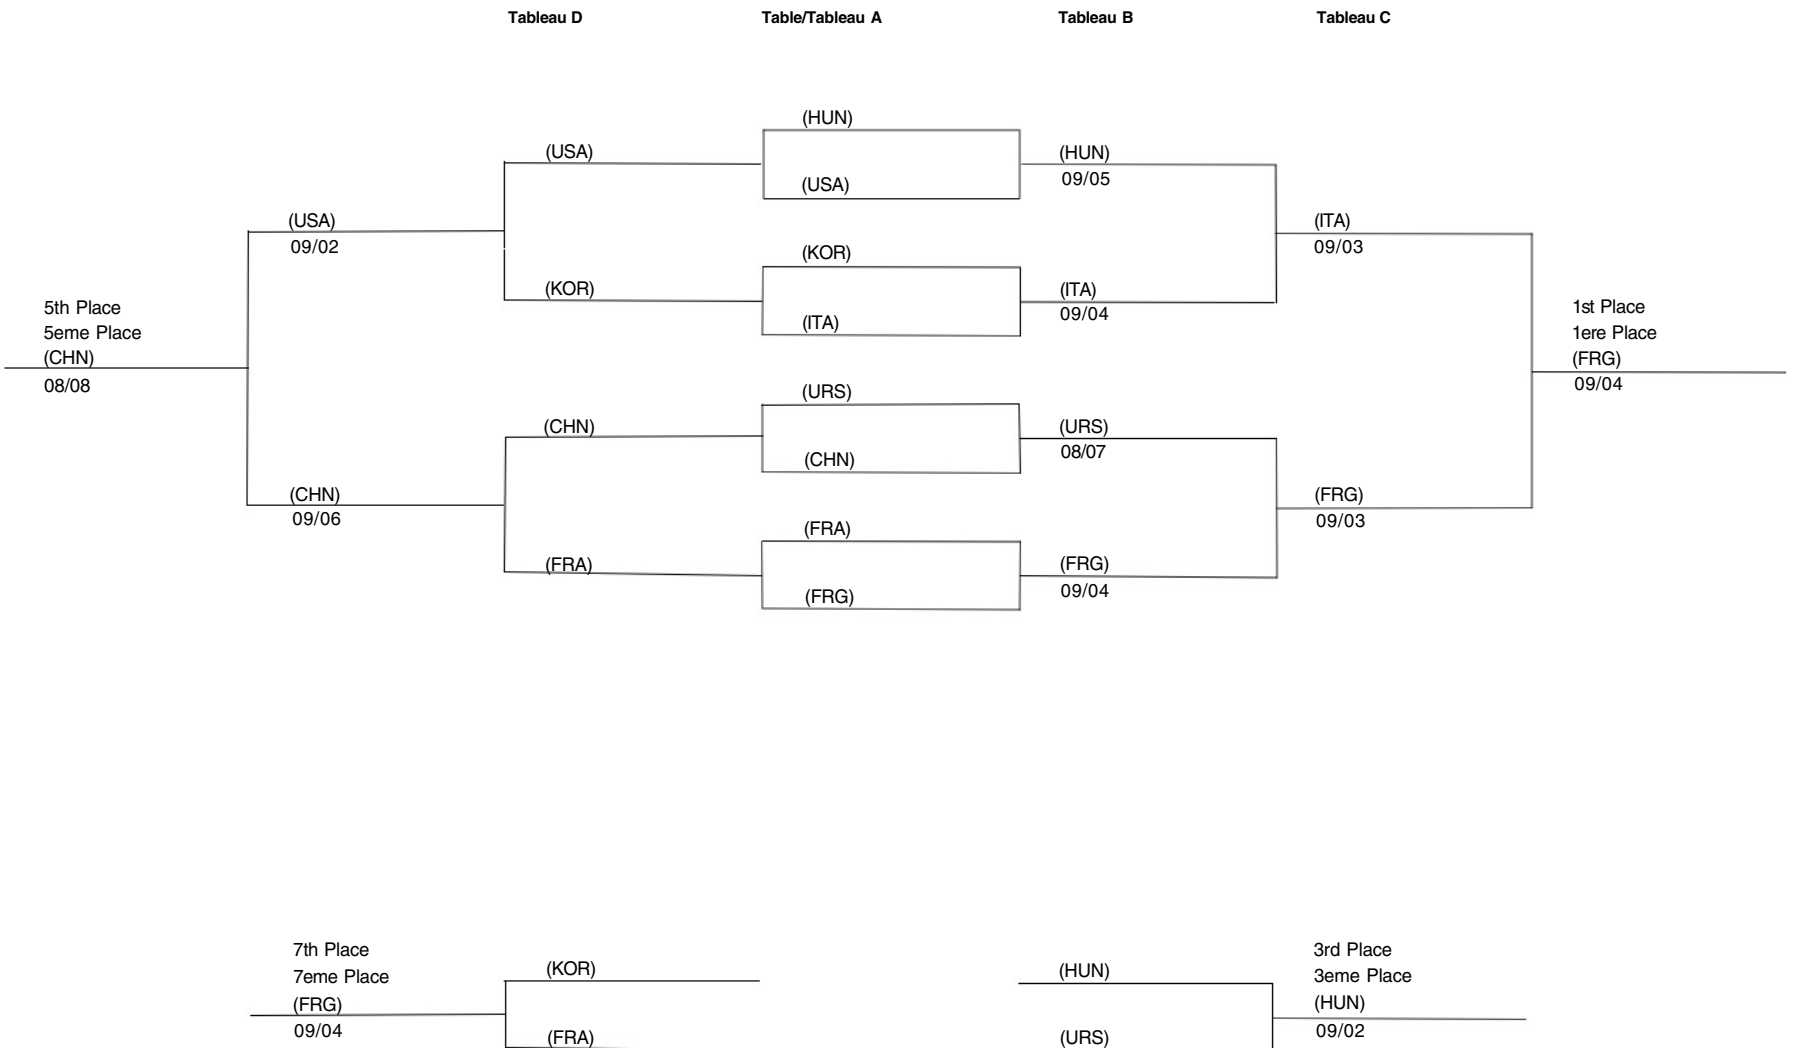 Tableau D Table/Tableau A Tableau B Tableau C
(HUN)
(USA) (HUN)
09/05
(USA)
(USA) (ITA)
09/02 09/03
(KOR)
(KOR) (ITA)
09/04
(ITA)
5th Place
5eme Place
(CHN)
08/08
1st Place
1ere Place
(FRG)
09/04
(URS)
(CHN) (URS)
08/07
(CHN)
(CHN) (FRG)
09/06 09/03
(FRA)
(FRA) (FRG)
09/04
(FRG)
7th Place
7eme Place
(FRG)
09/04
(KOR)
(FRA)
(HUN)
(URS)
3rd Place
3eme Place
(HUN)
09/02